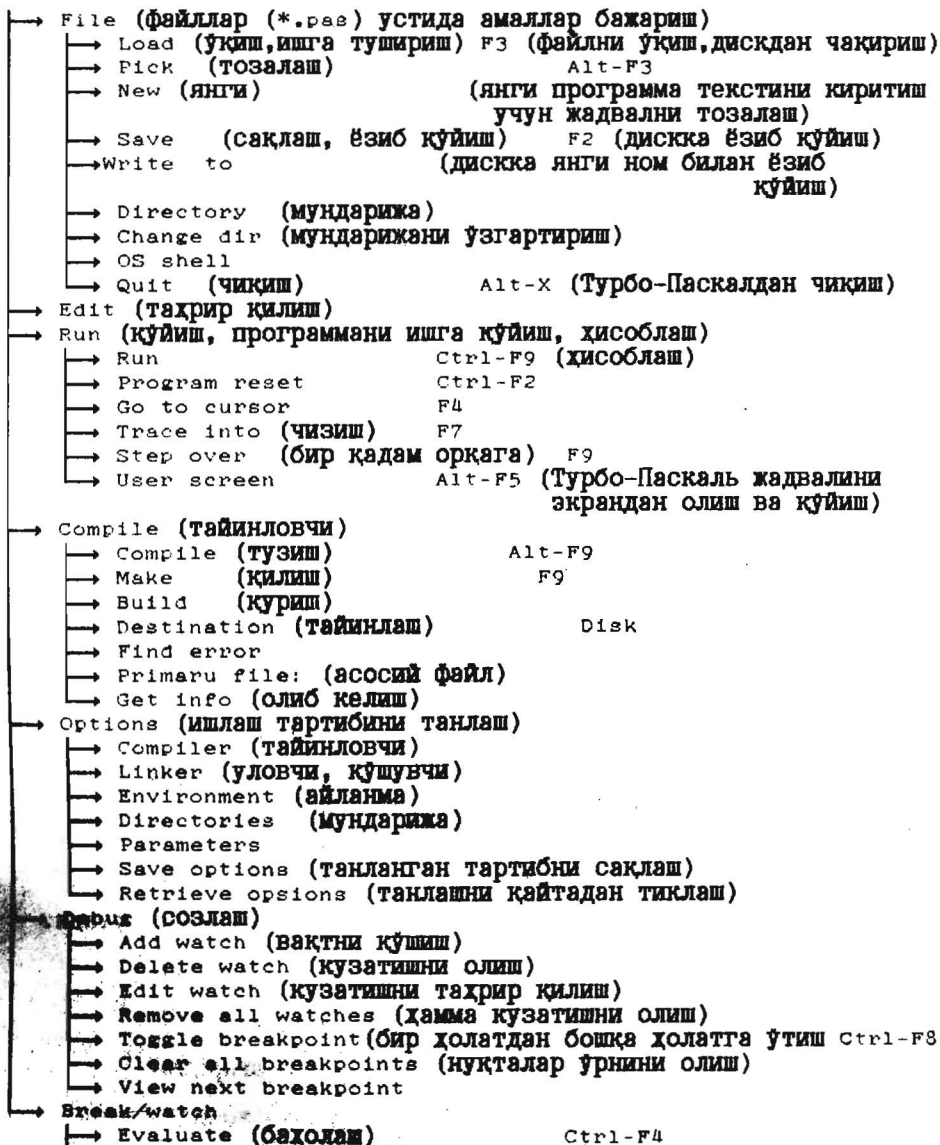 File (файллар (*.pas) устида амаллар бажариш)
Load (ўқиш,ишга тушириш) F3 (файлни ўқиш,дискдан чақириш)
Pick (тозалаш) Alt-F3
New (янги) (янги программа текстини киритиш
учун жадвални тозалаш)
Save (сақлаш, ёзиб қўйиш) F2 (дискка ёзиб қўйиш)
Write to (дискка янги ном билан ёзиб
қўйиш)
Directory (мундарижа)
Change dir (мундарижани ўзгартириш)
OS shell
Quit (чиқиш) Alt-X (Турбо-Паскалдан чиқиш)
Edit (таҳрир қилиш)
Run (қўйиш, программани ишга қўйиш, ҳисоблаш)
Run Ctrl-F9 (ҳисоблаш)
Program reset Ctrl-F2
Go to cursor F4
Trace into (чизиш) F7
Step over (бир қадам орқага) F9
User screen Alt-F5 (Турбо-Паскаль жадвалини
зкрандан олиш ва қўйиш)
Compile (тайинловчи)
Compile (тузиш) Alt-F9
Make (қилиш) F9
Build (куриш)
Destination (тайинлаш) Disk
Find error
Primaru file: (асосий файл)
Get info (олиб келиш)
Options (ишлаш тартибини танлаш)
Compiler (тайинловчи)
Linker (уловчи, қўшувчи)
Environment (айланма)
Directories (мундарижа)
Parameters
Save options (танланган тартибни сақлаш)
Retrieve opsions (танлашни қайтадан тиклаш)
Debug (созлаш)
Add watch (вақтни қўшиш)
Delete watch (кузатишни олиш)
Edit watch (кузатишни таҳрир қилиш)
Remove all watches (ҳамма кузатишни олиш)
Toggle breakpoint(бир ҳолатдан бошқа ҳолатга ўтиш Ctrl-F8
Clear all breakpoints (нуқталар ўрнини олиш)
View next breakpoint
Break/watch
Evaluate (баҳолаш) Ctrl-F4